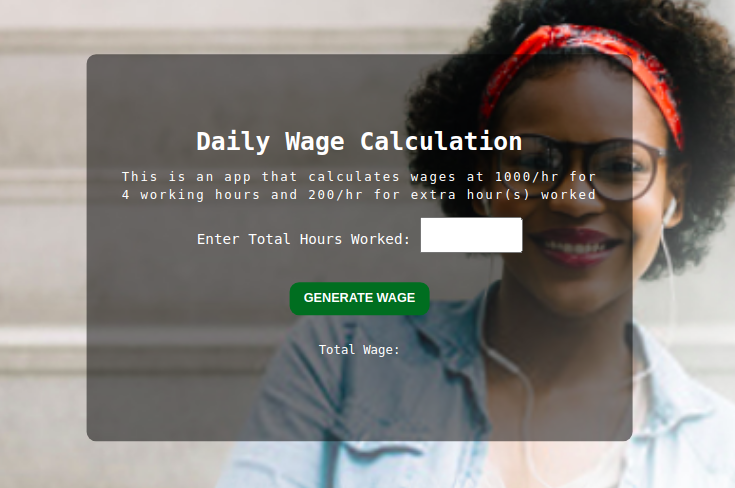 Daily Wage Calculation
This is an app that calculates wages at 1000/hr for
4 working hours and 200/hr for extra hour(s) worked
Enter Total Hours Worked:
GENERATE WAGE
Total Wage: